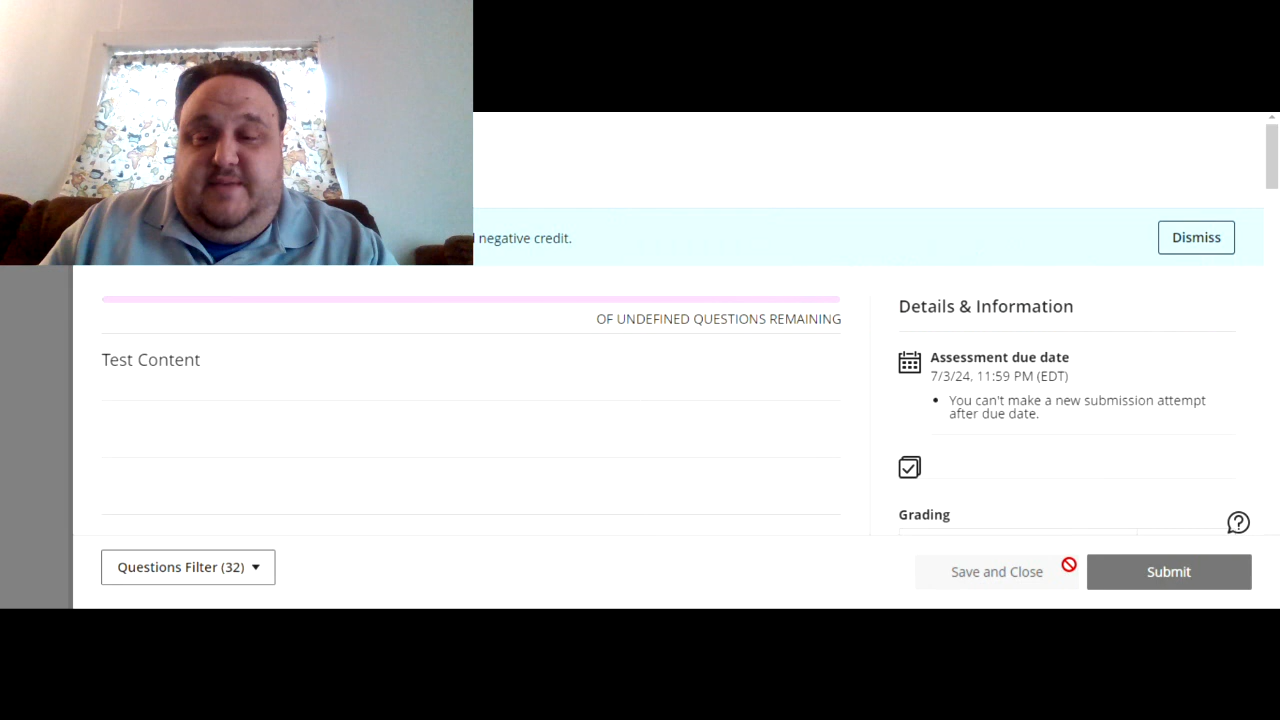 negative credit.
Dismiss
OF UNDEFINED QUESTIONS REMAINING
Test Content
Details & Information
Assessment due date
7/3/24, 11:59 PM (EDT)
• You can't make a new submission attempt
after due date.
Grading
Questions Filter (32)
Save and Close
Submit